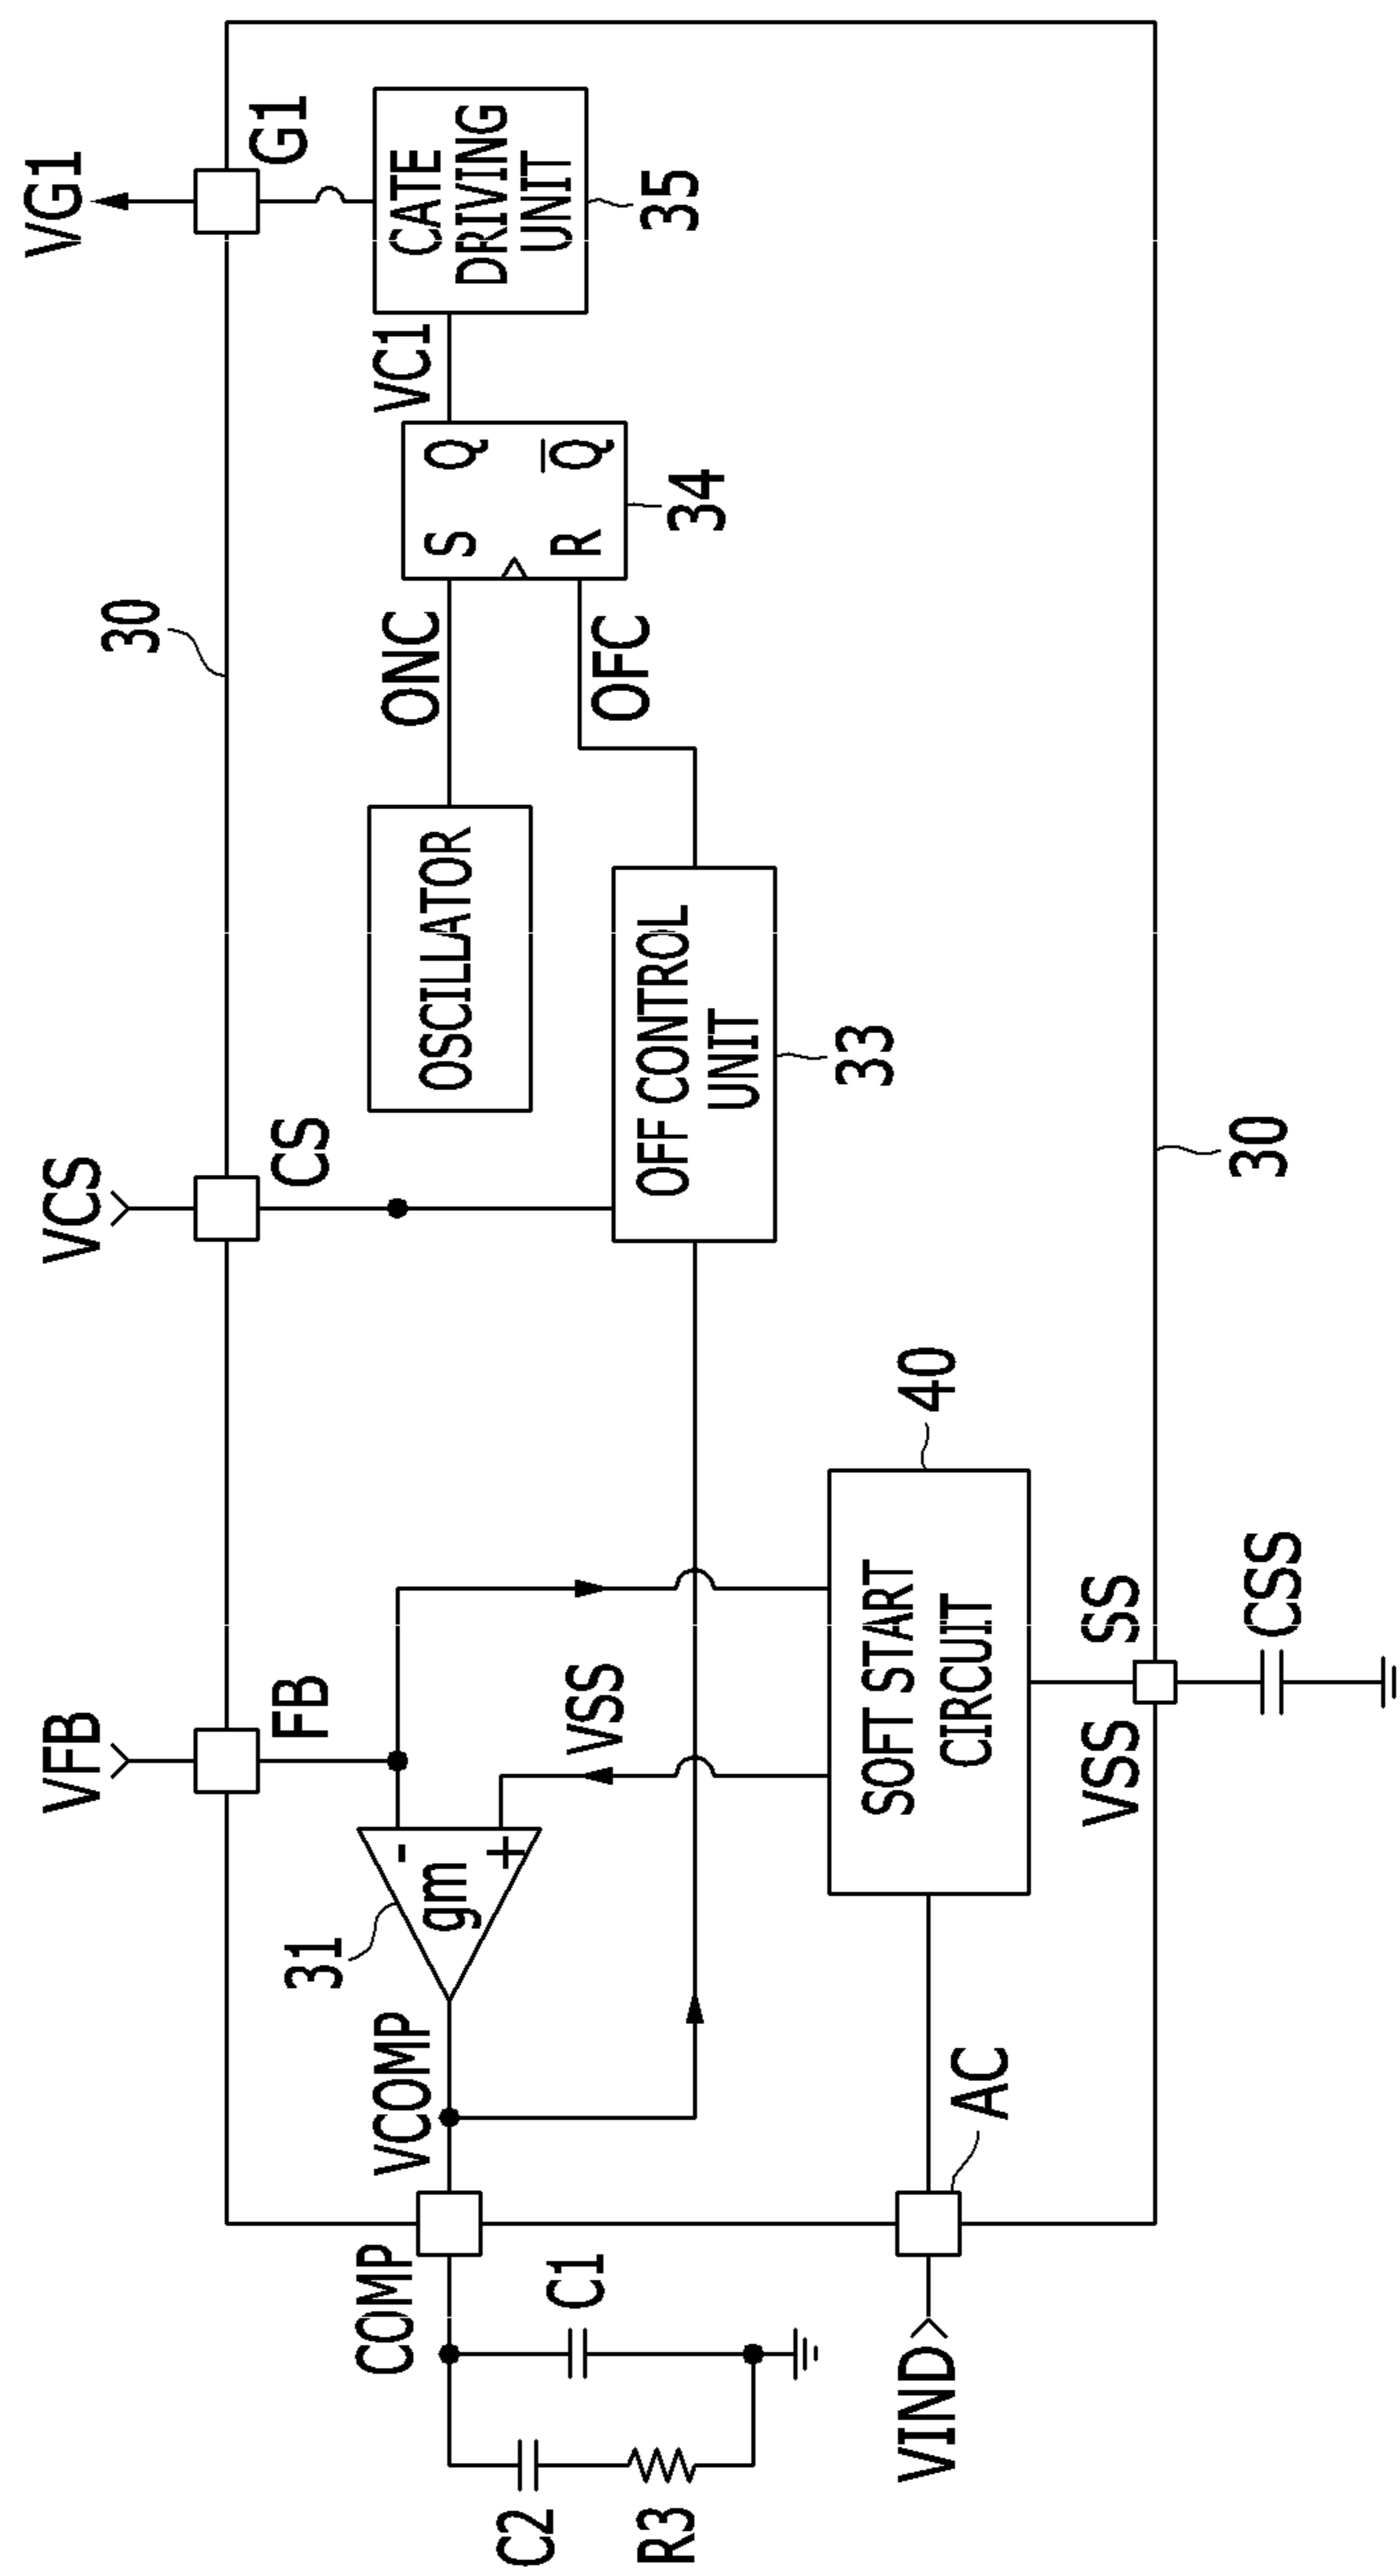 VFB
VCS
VG1
30
FB
CS
G1
31
COMP
VCOMP
gm
-
+
VSS
OSCILLATOR
ONC
S
Q
R
Q̅
VC1
CATE
DRIVING
UNIT
34
35
OFC
OFF CONTROL
UNIT
33
C2
C1
R3
VIND
AC
SOFT START
CIRCUIT
40
VSS
SS
30
CSS